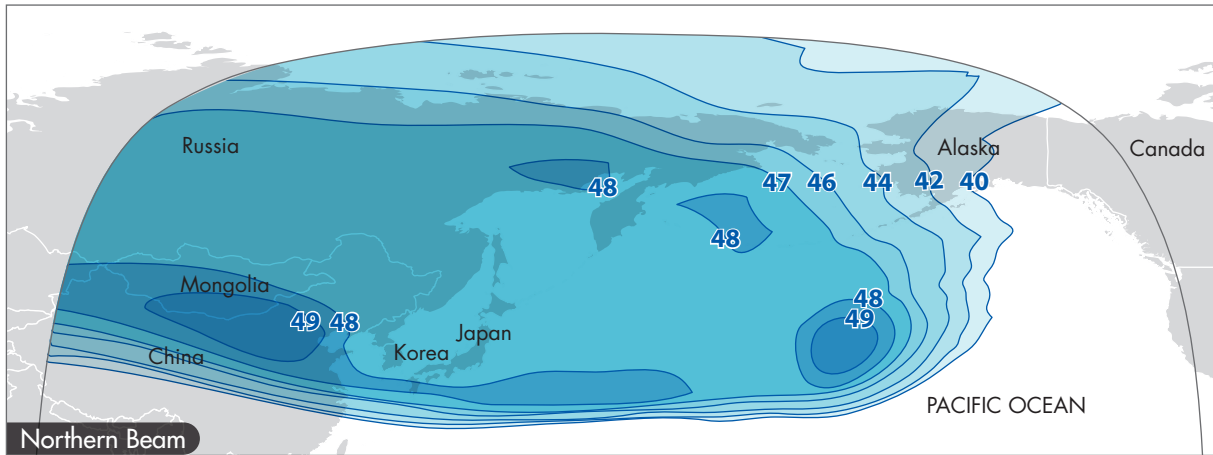 Russia
Alaska
Canada
48
47
46
44
42
40
48
Mongolia
48
49
49
48
Japan
Korea
China
PACIFIC OCEAN
Northern Beam